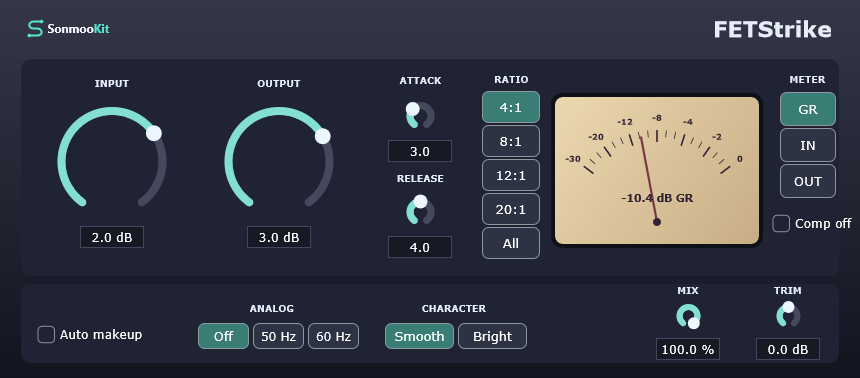 SonmooKit
FETStrike
INPUT
2.0 dB
OUTPUT
3.0 dB
ATTACK
3.0
RELEASE
4.0
RATIO
4:1
8:1
12:1
20:1
All
-30 -20 -12 -8 -4 -2 0
-10.4 dB GR
METER
GR
IN
OUT
Comp off
Auto makeup
ANALOG
Off 50 Hz 60 Hz
CHARACTER
Smooth Bright
MIX
100.0 %
TRIM
0.0 dB